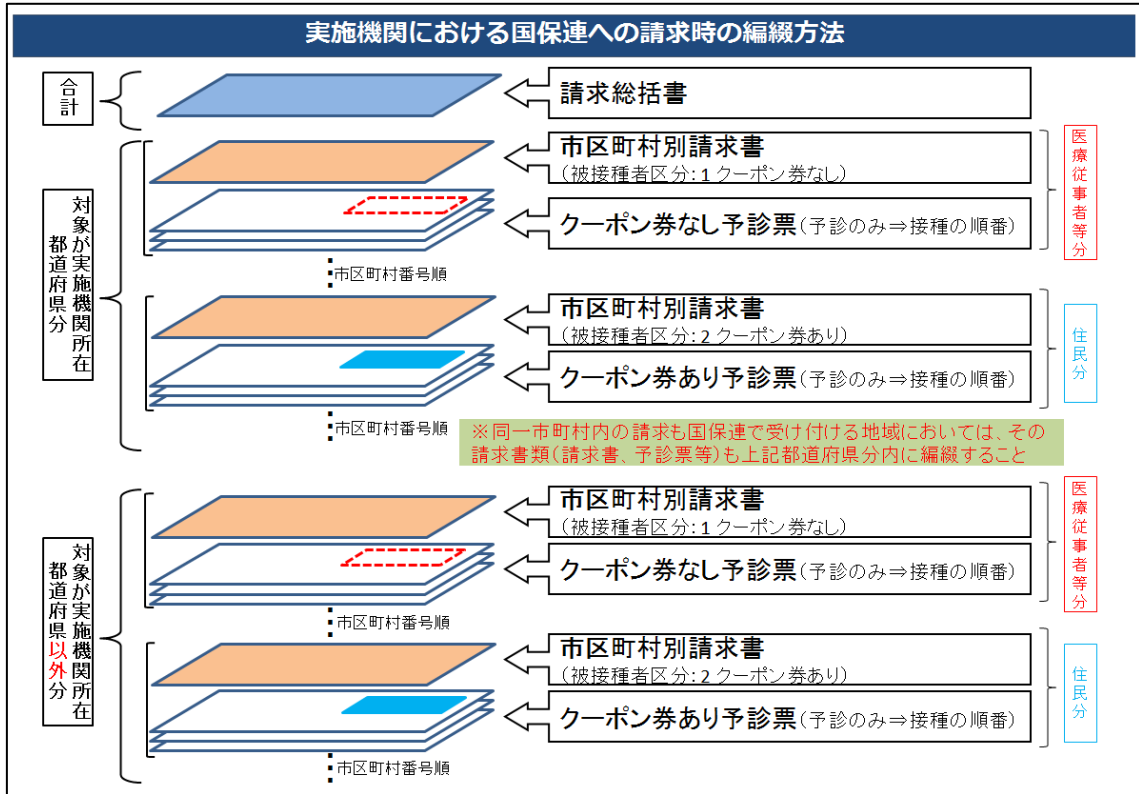 実施機関における国保連への請求時の編綴方法
合計
請求総括書
対象が実施機関所在
都道府県分
市区町村別請求書
(被接種者区分:1 クーポン券なし)
クーポン券なし予診票(予診のみ⇒接種の順番)
医療従事者等分
市区町村番号順
市区町村別請求書
(被接種者区分:2 クーポン券あり)
クーポン券あり予診票(予診のみ⇒接種の順番)
住民分
市区町村番号順
※同一市町村内の請求も国保連で受け付ける地域においては、その
請求書類(請求書、予診票等)も上記都道府県分内に編綴すること
対象が実施機関所在
都道府県以外分
市区町村別請求書
(被接種者区分:1 クーポン券なし)
クーポン券なし予診票(予診のみ⇒接種の順番)
医療従事者等分
市区町村番号順
市区町村別請求書
(被接種者区分:2 クーポン券あり)
クーポン券あり予診票(予診のみ⇒接種の順番)
住民分
市区町村番号順